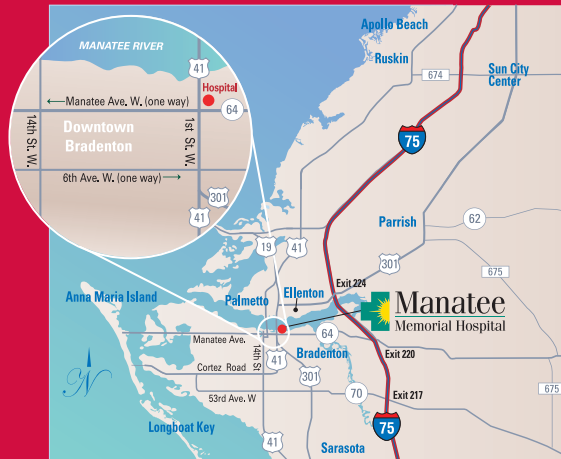 MANATEE RIVER
41
Hospital
←Manatee Ave. W. (one way)
64
Downtown
Bradenton
14th St. W.
1st St. W.
6th Ave. W. (one way)→
301
41
Apollo Beach
Ruskin
674
Sun City
Center
75
Parrish
62
19
41
301
675
Exit 224
Anna Maria Island
Palmetto
Ellenton
Manatee
Memorial Hospital
Manatee Ave.
64
14th St
41
Bradenton
Exit 220
Cortez Road
301
53rd Ave. W
70
Exit 217
675
N
Longboat Key
75
41
Sarasota